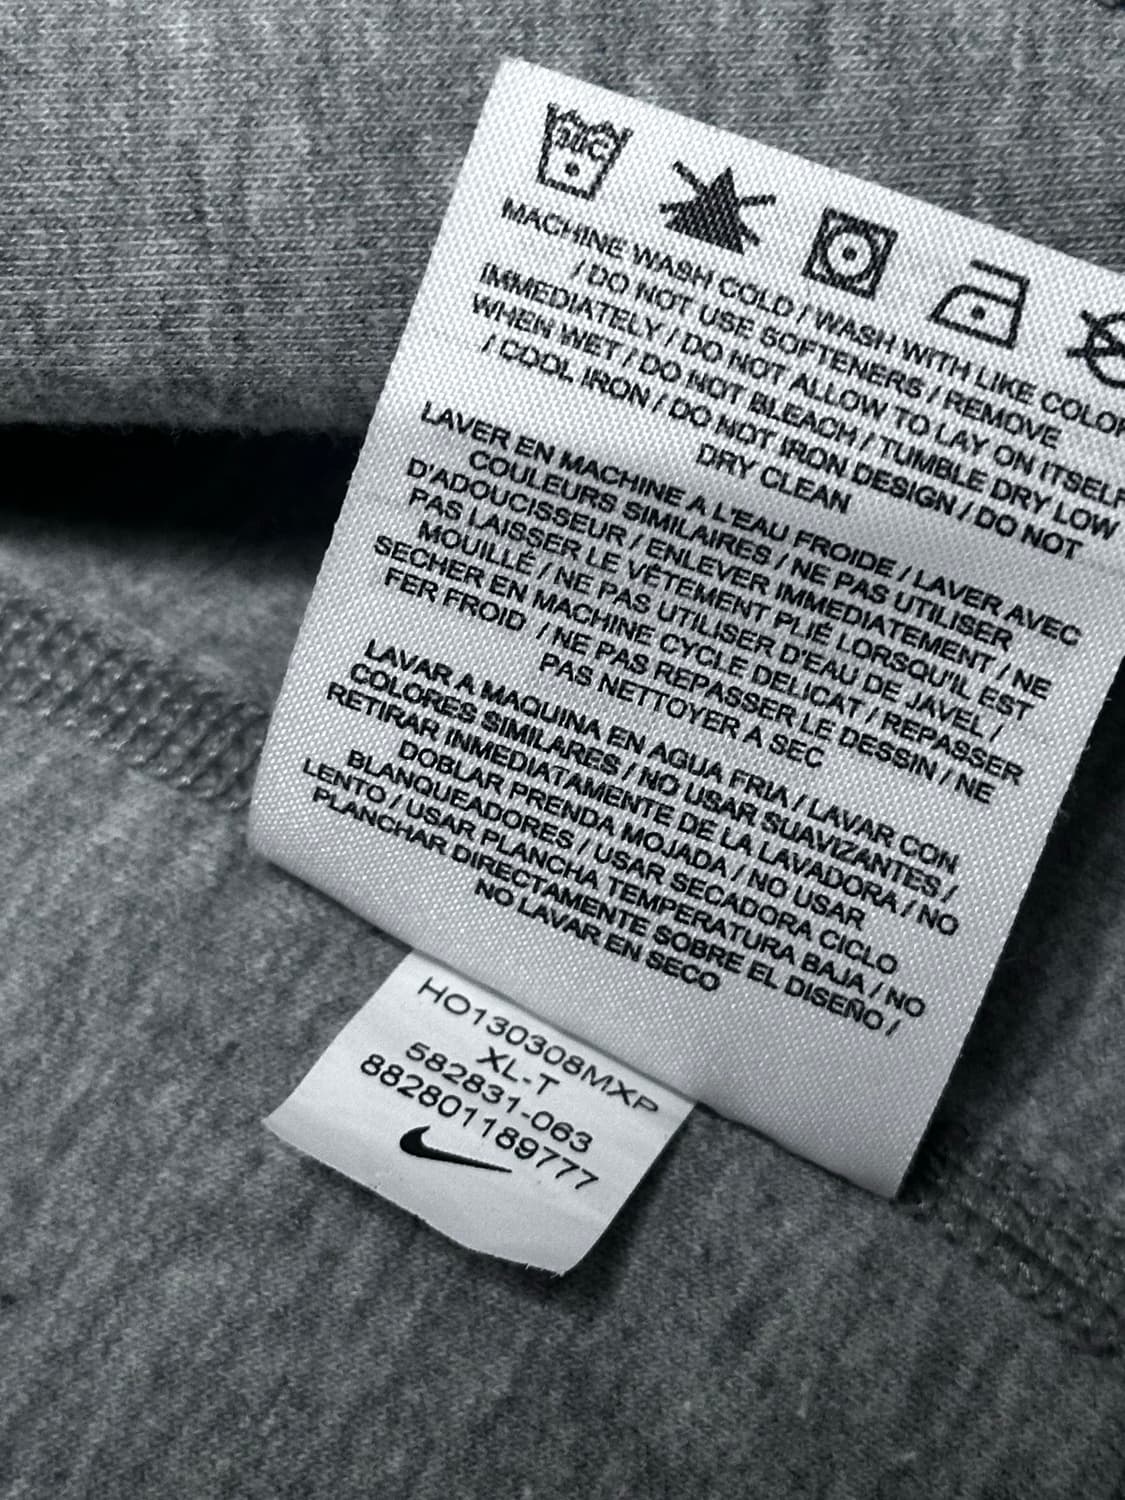 30°C
MACHINE WASH COLD / WASH WITH LIKE COLOR
/ DO NOT USE SOFTENERS / REMOVE
IMMEDIATELY / DO NOT ALLOW TO LAY ON ITSELF
WHEN WET / DO NOT BLEACH / TUMBLE DRY LOW
/ COOL IRON / DO NOT IRON DESIGN / DO NOT
DRY CLEAN
LAVER EN MACHINE A L'EAU FROIDE / LAVER AVEC
COULEURS SIMILAIRES / NE PAS UTILISER
D'ADOUCISSEUR / ENLEVER IMMEDIATEMENT / NE
PAS LAISSER LE VÊTEMENT PLIÉ LORSQU'IL EST
MOUILLÉ / NE PAS UTILISER D'EAU DE JAVEL /
SECHER EN MACHINE CYCLE DELICAT / REPASSER
FER FROID / NE PAS REPASSER LE DESSIN / NE
PAS NETTOYER A SEC
LAVAR A MAQUINA EN AGUA FRIA / LAVAR CON
COLORES SIMILARES / NO USAR SUAVIZANTES /
RETIRAR INMEDIATAMENTE DE LA LAVADORA / NO
DOBLAR PRENDA MOJADA / NO USAR
BLANQUEADORES / USAR SECADORA CICLO
LENTO / USAR PLANCHA TEMPERATURA BAJA / NO
PLANCHAR DIRECTAMENTE SOBRE EL DISEÑO /
NO LAVAR EN SECO
HO130308MXP
XL-T
582831-063
882801189777